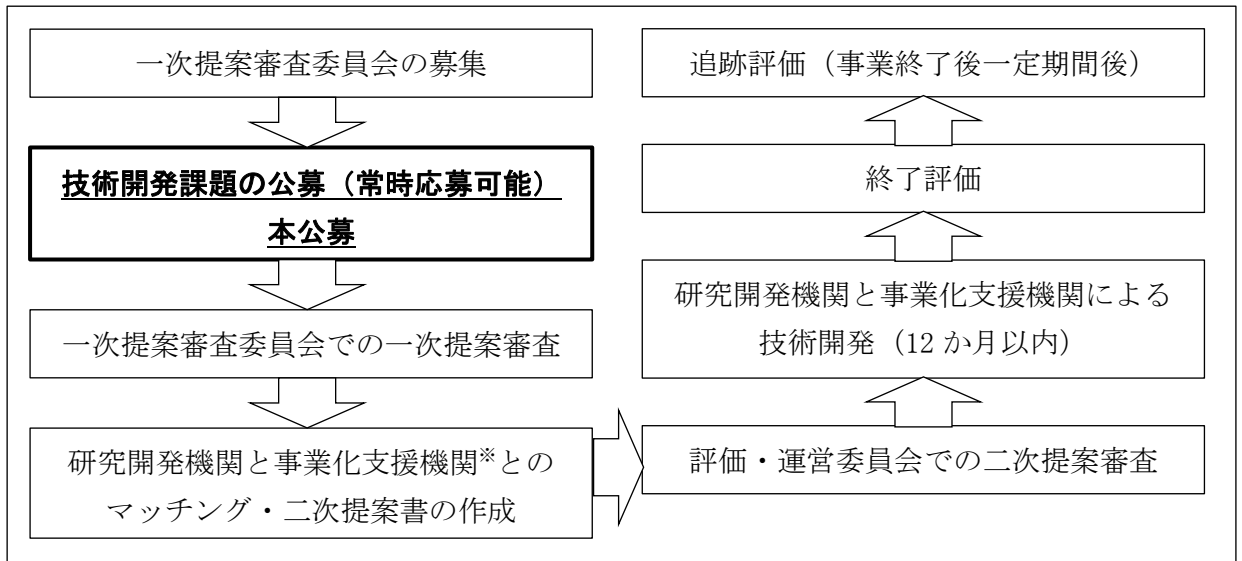 一次提案審査委員会の募集
技術開発課題の公募（常時応募可能）
本公募
一次提案審査委員会での一次提案審査
研究開発機関と事業化支援機関※との
マッチング・二次提案書の作成
評価・運営委員会での二次提案審査
研究開発機関と事業化支援機関による
技術開発（12 か月以内）
終了評価
追跡評価（事業終了後一定期間後）